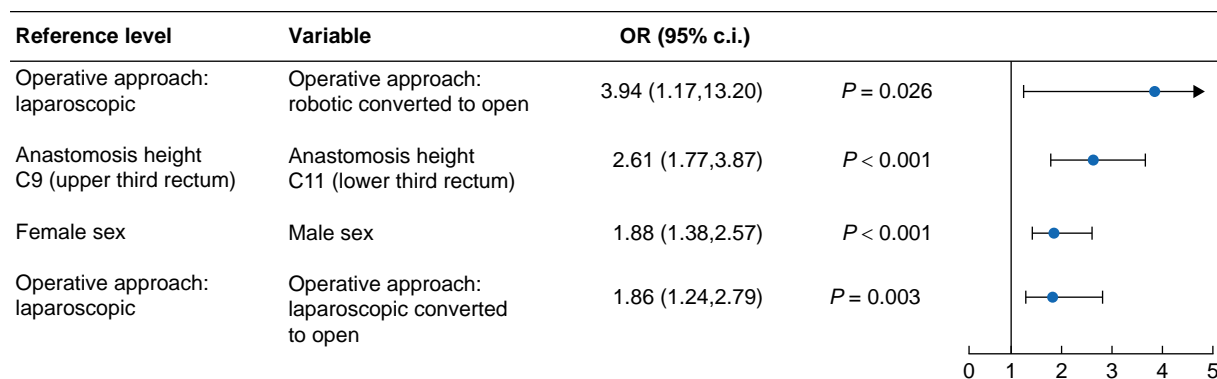 Reference level Variable OR (95% c.i.)
Operative approach: Operative approach:
laparoscopic robotic converted to open 3.94 (1.17,13.20) P = 0.026
Anastomosis height Anastomosis height
C9 (upper third rectum) C11 (lower third rectum) 2.61 (1.77,3.87) P < 0.001
Female sex Male sex 1.88 (1.38,2.57) P < 0.001
Operative approach: Operative approach:
laparoscopic laparoscopic converted 1.86 (1.24,2.79) P = 0.003
to open
0 1 2 3 4 5